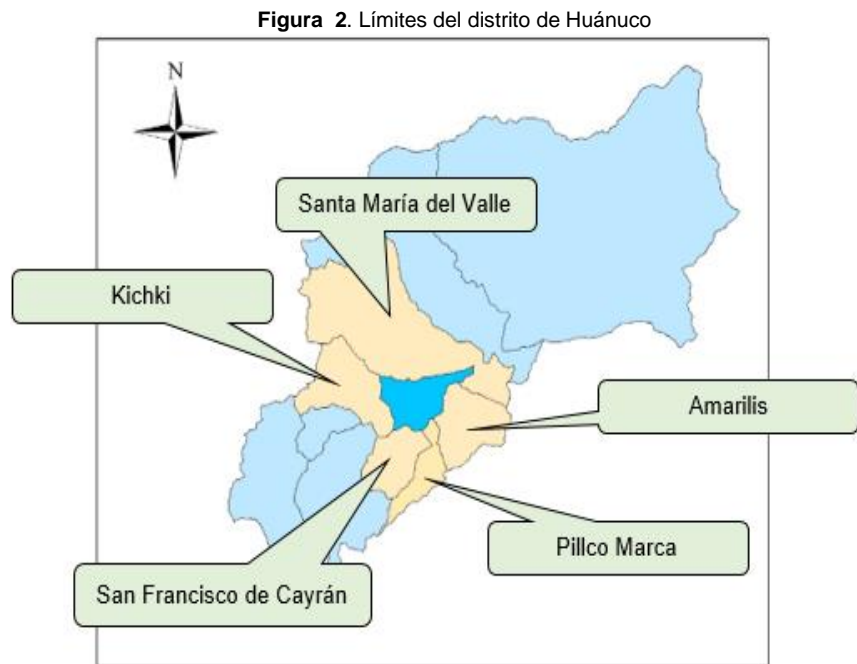 Figura 2. Límites del distrito de Huánuco
N
Santa María del Valle
Kichki
Amarilis
Pillco Marca
San Francisco de Cayrán